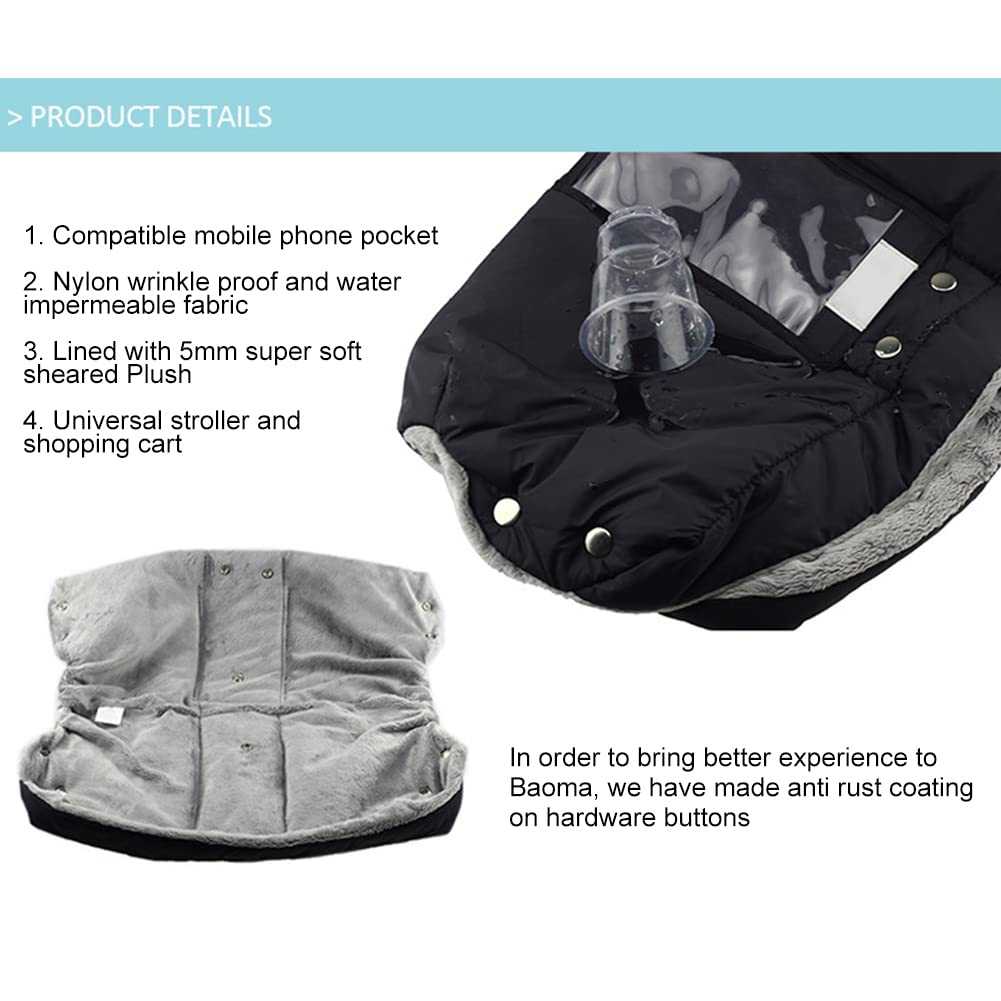 > PRODUCT DETAILS
1. Compatible mobile phone pocket
2. Nylon wrinkle proof and water
impermeable fabric
3. Lined with 5mm super soft
sheared Plush
4. Universal stroller and
shopping cart
In order to bring better experience to
Baoma, we have made anti rust coating
on hardware buttons